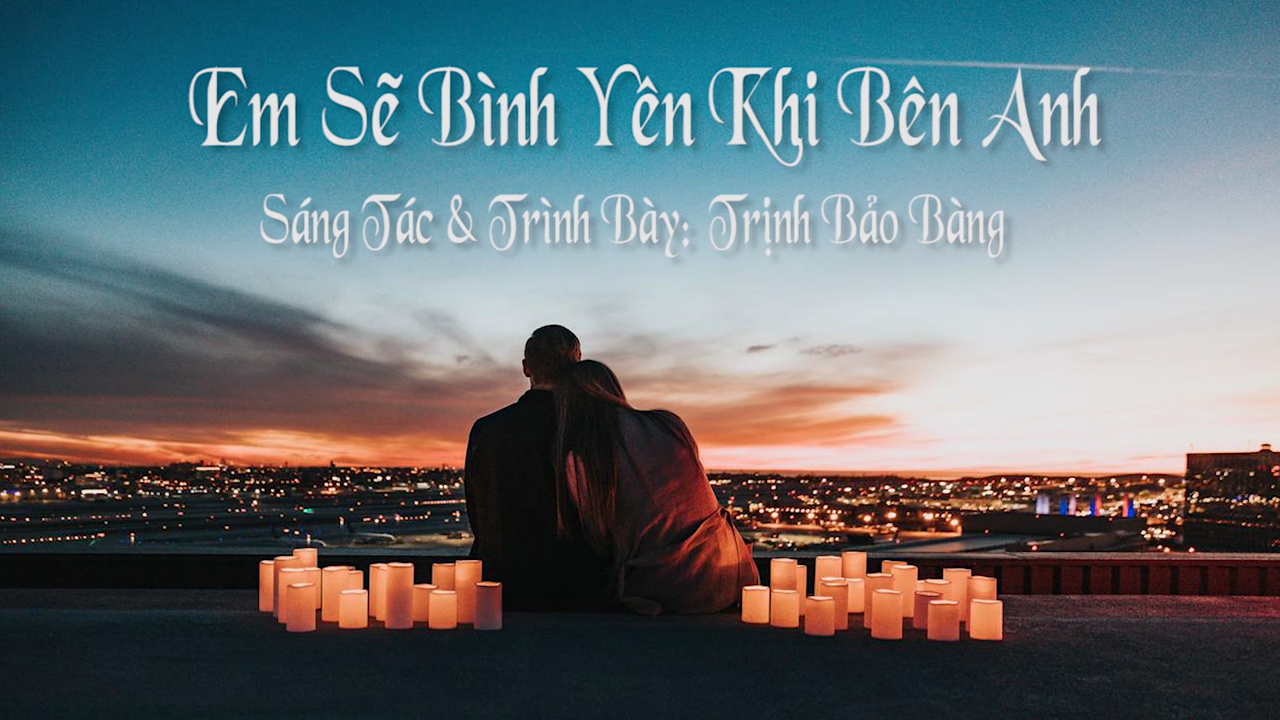 Em Sẽ Bình Yên Khi Bên Anh
Sáng Tác & Trình Bày: Trịnh Bảo Bàng